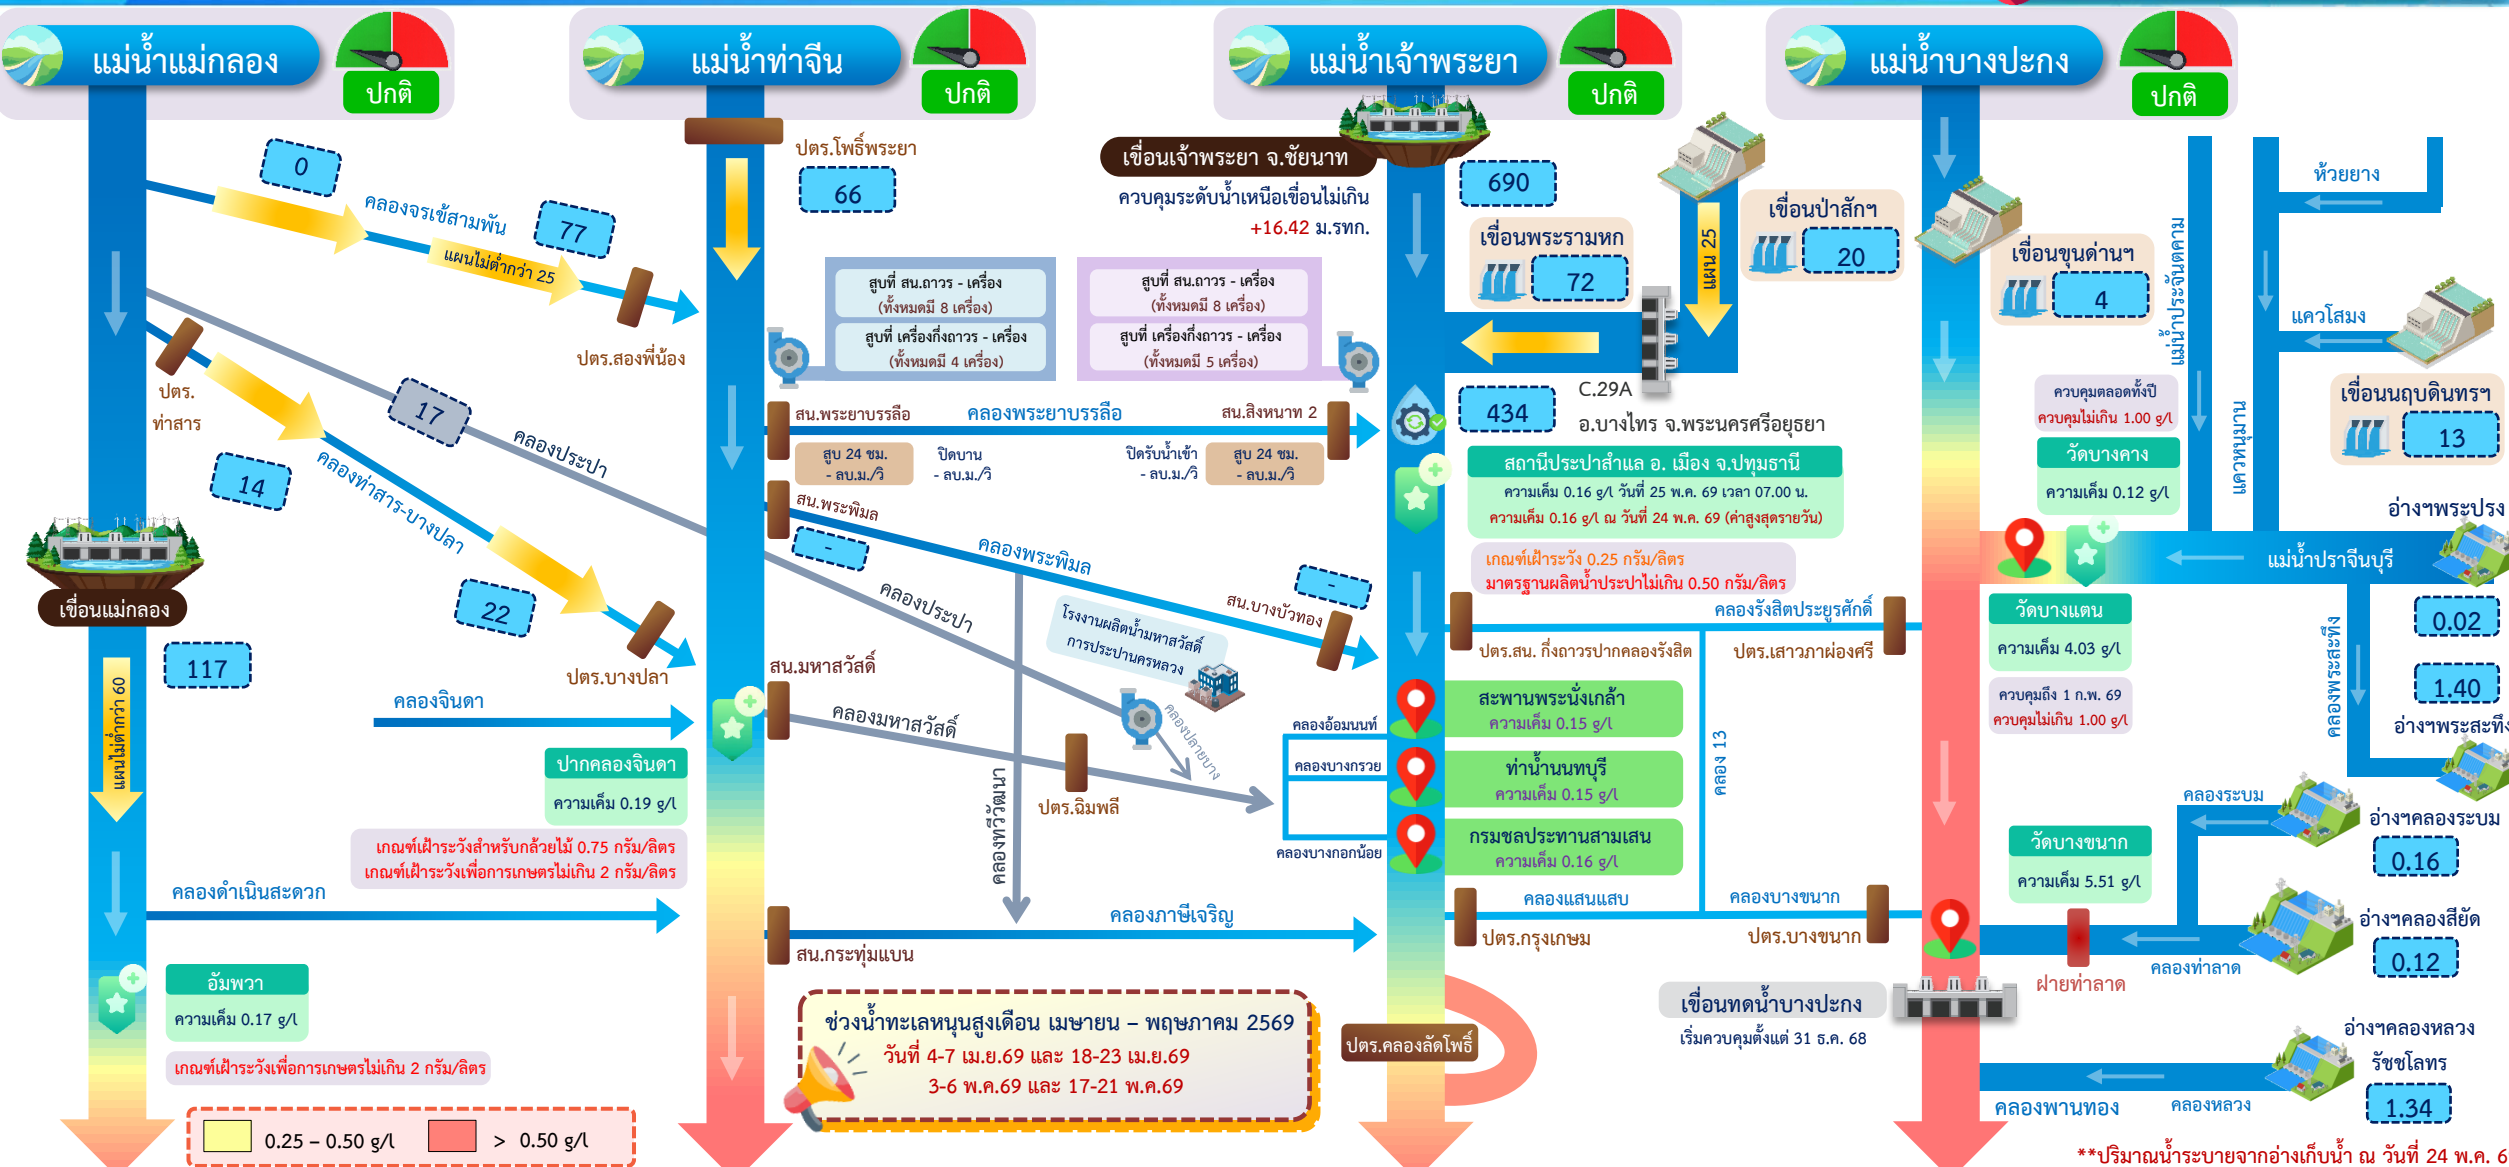 แม่น้ำแม่กลอง
ปกติ
แม่น้ำท่าจีน
ปกติ
แม่น้ำเจ้าพระยา
ปกติ
แม่น้ำบางปะกง
ปกติ
0
คลองจรเข้สามพัน
77
แผนไม่ต่ำกว่า 25
ปตร.สองพี่น้อง
ปตร.
ท่าสาร
17
คลองประปา
14
คลองท่าสาร-บางปลา
22
ปตร.บางปลา
เขื่อนแม่กลอง
117
แผนไม่ต่ำกว่า 60
คลองจินดา
ปากคลองจินดา
ความเค็ม 0.19 g/l
เกณฑ์เฝ้าระวังสำหรับกล้วยไม้ 0.75 กรัม/ลิตร
เกณฑ์เฝ้าระวังเพื่อการเกษตรไม่เกิน 2 กรัม/ลิตร
คลองดำเนินสะดวก
อัมพวา
ความเค็ม 0.17 g/l
เกณฑ์เฝ้าระวังเพื่อการเกษตรไม่เกิน 2 กรัม/ลิตร
0.25 – 0.50 g/l
> 0.50 g/l
ปตร.โพธิ์พระยา
66
สูบที่ สน.ถาวร - เครื่อง
(ทั้งหมดมี 8 เครื่อง)
สูบที่ เครื่องกึ่งถาวร - เครื่อง
(ทั้งหมดมี 4 เครื่อง)
สูบที่ สน.ถาวร - เครื่อง
(ทั้งหมดมี 8 เครื่อง)
สูบที่ เครื่องกึ่งถาวร - เครื่อง
(ทั้งหมดมี 5 เครื่อง)
สน.พระยาบรรลือ
คลองพระยาบรรลือ
สน.สิงหนาท 2
สูบ 24 ชม.
- ลบ.ม./วิ
ปิดบาน
- ลบ.ม./วิ
ปิดรับน้ำเข้า
- ลบ.ม./วิ
สูบ 24 ชม.
- ลบ.ม./วิ
สน.พระพิมล
-
คลองพระพิมล
-
สน.บางบัวทอง
คลองประปา
โรงงานผลิตน้ำมหาสวัสดิ์
การประปานครหลวง
สน.มหาสวัสดิ์
คลองมหาสวัสดิ์
คลองปลายบาง
ปตร.ฉิมพลี
คลองทวีวัฒนา
คลองอ้อมนนท์
คลองบางกรวย
คลองบางกอกน้อย
คลองภาษีเจริญ
สน.กระทุ่มแบน
ช่วงน้ำทะเลหนุนสูงเดือน เมษายน – พฤษภาคม 2569
วันที่ 4-7 เม.ย.69 และ 18-23 เม.ย.69
3-6 พ.ค.69 และ 17-21 พ.ค.69
เขื่อนเจ้าพระยา จ.ชัยนาท
ควบคุมระดับน้ำเหนือเขื่อนไม่เกิน
+16.42 ม.รทก.
690
เขื่อนพระรามหก
72
แผน 25
เขื่อนป่าสักฯ
20
434
C.29A
อ.บางไทร จ.พระนครศรีอยุธยา
สถานีประปาสำแล อ. เมือง จ.ปทุมธานี
ความเค็ม 0.16 g/l วันที่ 25 พ.ค. 69 เวลา 07.00 น.
ความเค็ม 0.16 g/l ณ วันที่ 24 พ.ค. 69 (ค่าสูงสุดรายวัน)
เกณฑ์เฝ้าระวัง 0.25 กรัม/ลิตร
มาตรฐานผลิตน้ำประปาไม่เกิน 0.50 กรัม/ลิตร
คลองรังสิตประยูรศักดิ์
ปตร.สน. กึ่งถาวรปากคลองรังสิต
ปตร.เสาวภาผ่องศรี
สะพานพระนั่งเกล้า
ความเค็ม 0.15 g/l
ท่าน้ำนนทบุรี
ความเค็ม 0.15 g/l
กรมชลประทานสามเสน
ความเค็ม 0.16 g/l
คลอง 13
คลองแสนแสบ
คลองบางขนาก
ปตร.กรุงเกษม
ปตร.บางขนาก
ปตร.คลองลัดโพธิ์
เขื่อนทดน้ำบางปะกง
เริ่มควบคุมตั้งแต่ 31 ธ.ค. 68
เขื่อนขุนด่านฯ
4
แม่น้ำประจันตคาม
ห้วยยาง
แควโสมง
แควหนุมาน
เขื่อนนฤบดินทรฯ
13
ควบคุมตลอดทั้งปี
ควบคุมไม่เกิน 1.00 g/l
วัดบางคาง
ความเค็ม 0.12 g/l
อ่างฯพระปรง
แม่น้ำปราจีนบุรี
0.02
วัดบางแตน
ความเค็ม 4.03 g/l
ควบคุมถึง 1 ก.พ. 69
ควบคุมไม่เกิน 1.00 g/l
คลองพระสะทึง
1.40
อ่างฯพระสะทึง
คลองระบม
อ่างฯคลองระบม
0.16
วัดบางขนาก
ความเค็ม 5.51 g/l
อ่างฯคลองสียัด
0.12
คลองท่าลาด
ฝายท่าลาด
อ่างฯคลองหลวง
รัชชโลทร
1.34
คลองพานทอง
คลองหลวง
**ปริมาณน้ำระบายจากอ่างเก็บน้ำ ณ วันที่ 24 พ.ค. 6